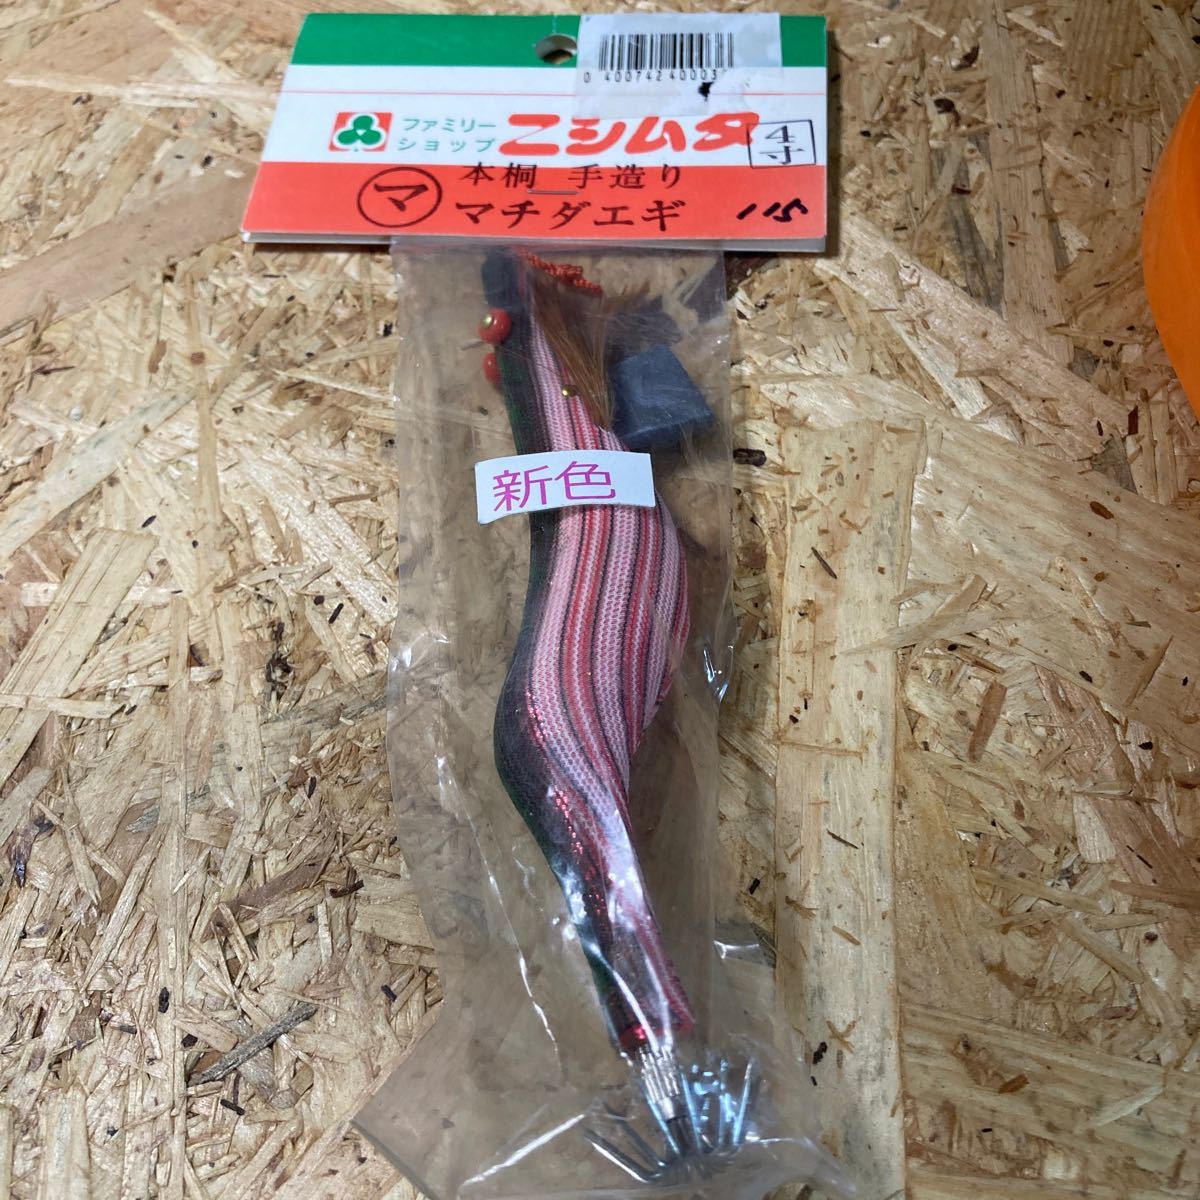 0 400742 40003
ファミリー
ショップ
ニシムタ
4寸
本桐 手造り
マ マチダエギ
115
新色